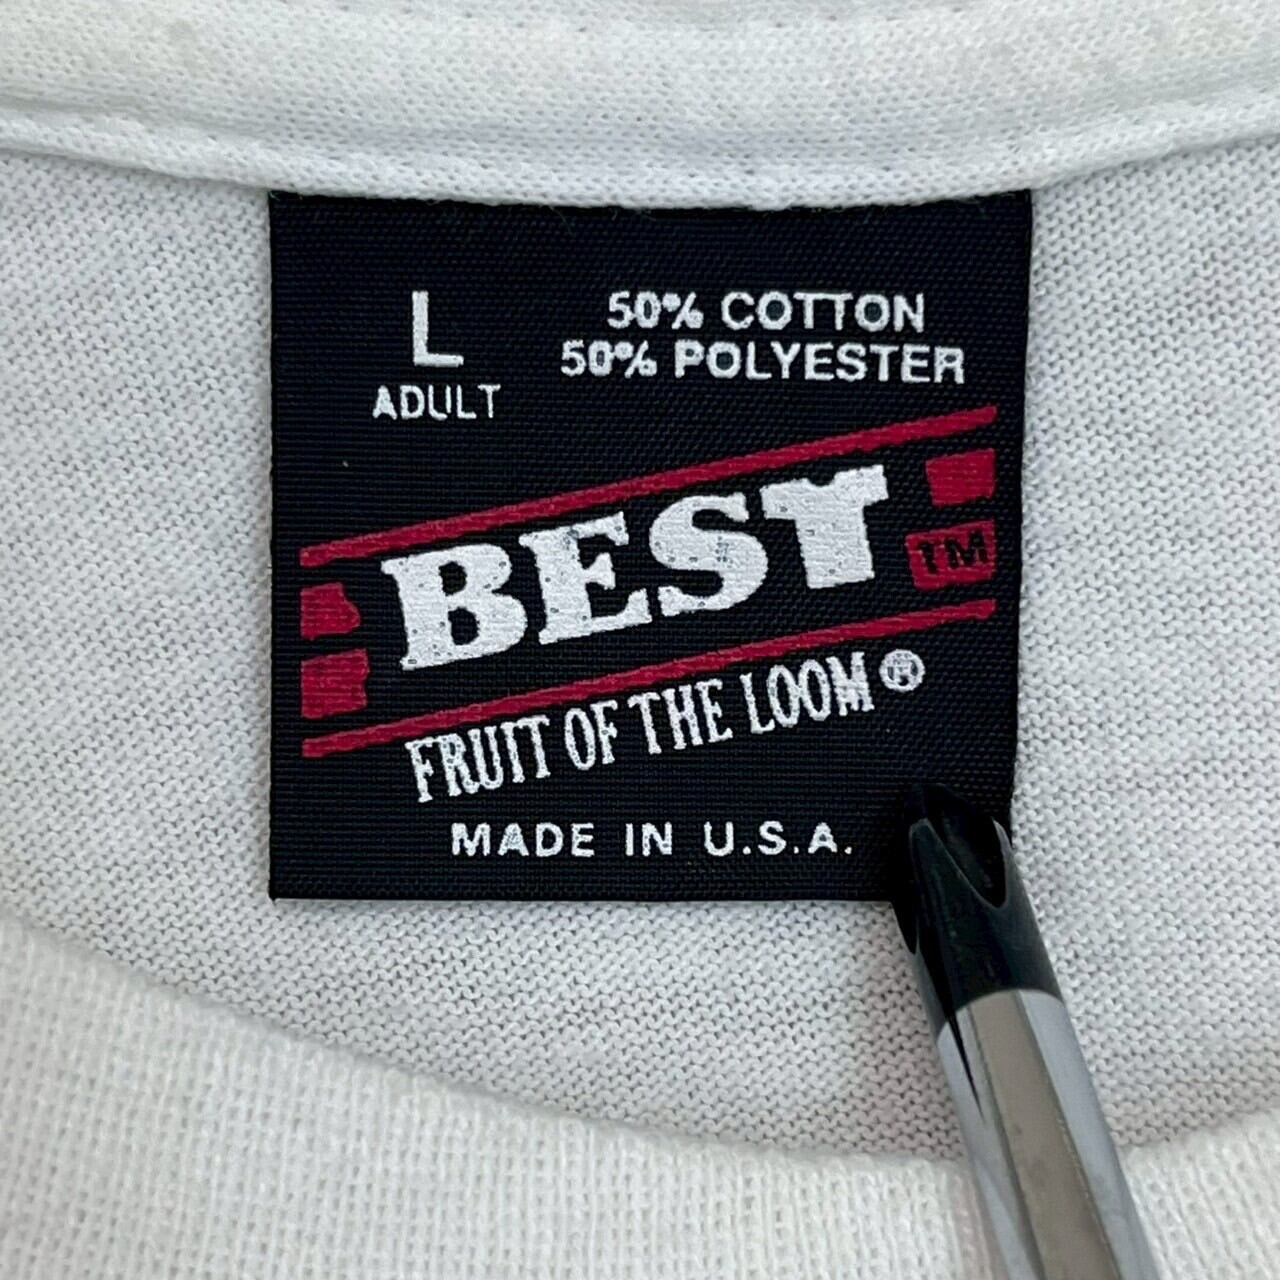 L
ADULT
50% COTTON
50% POLYESTER
BEST
TM
FRUIT OF THE LOOM®
MADE IN U.S.A.